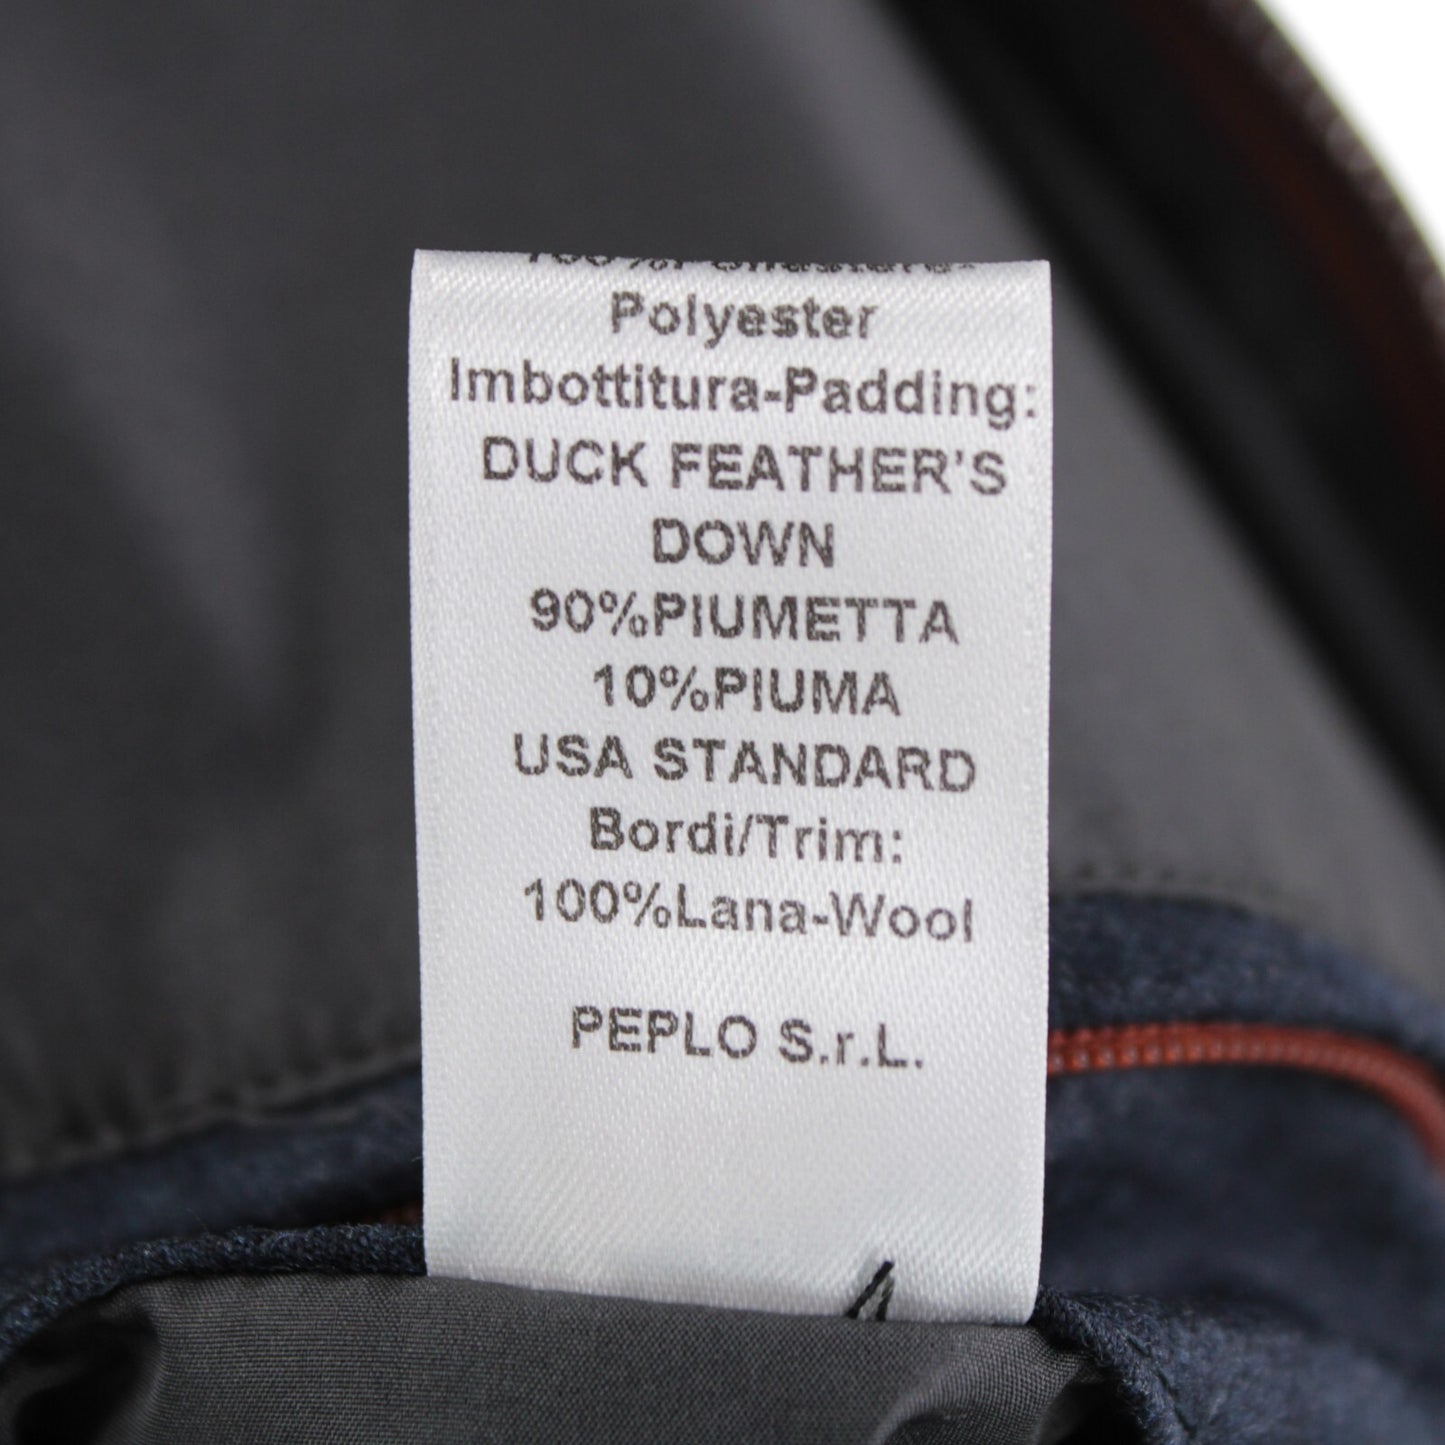 Polyester
Imbottitura-Padding:
DUCK FEATHER'S
DOWN
90%PIUMETTA
10%PIUMA
USA STANDARD
Bordi/Trim:
100%Lana-Wool
PEPLO S.r.L.